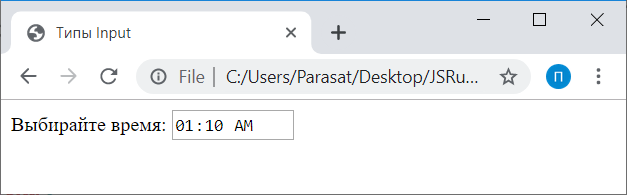 Типы Input
File | C:/Users/Parasat/Desktop/JSRu...
П
Выбирайте время: 01:10 AM